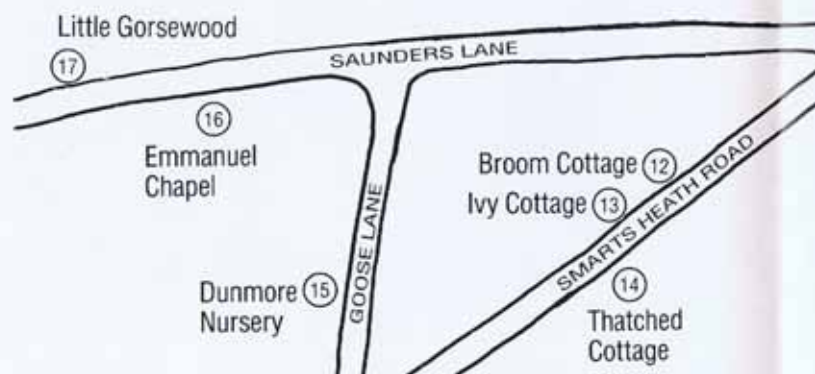 Little Gorsewood
17
SAUNDERS LANE
16
Emmanuel
Chapel
Broom Cottage 12
Ivy Cottage 13
SMARTS HEATH ROAD
GOOSE LANE
Dunmore 15
Nursery
14
Thatched
Cottage